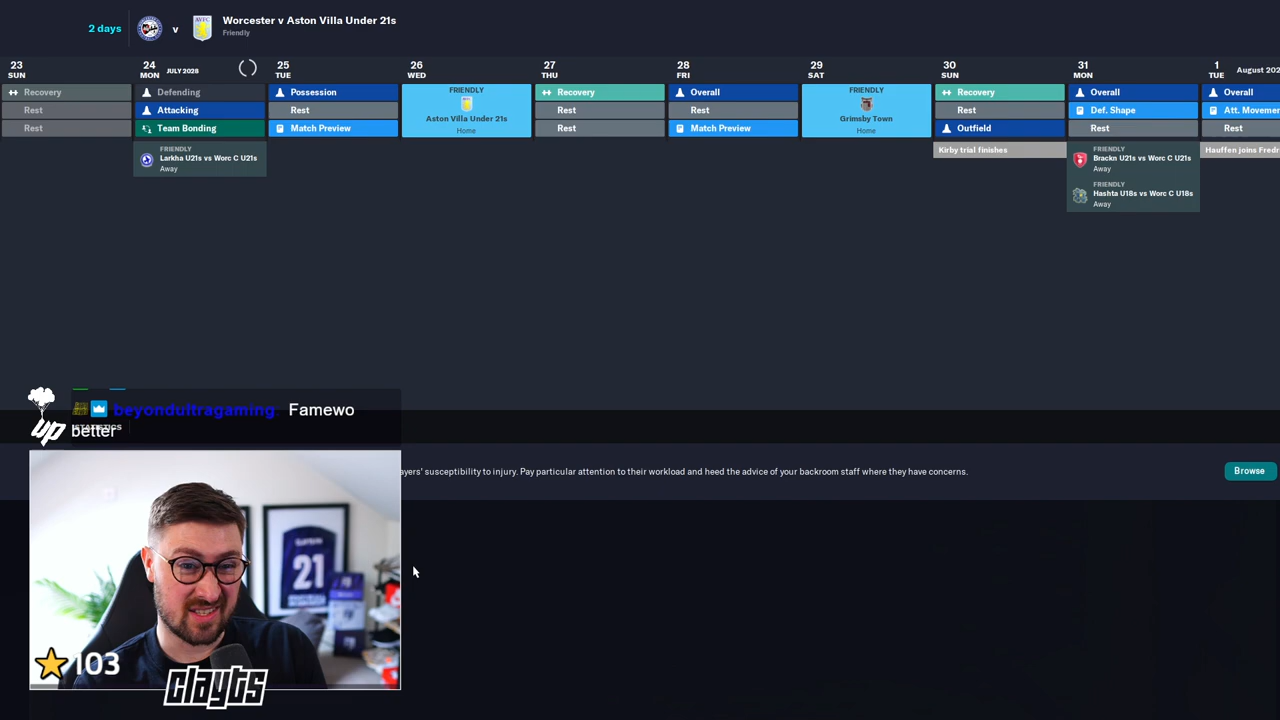 2 days
v
Worcester v Aston Villa Under 21s
Friendly
23
SUN
24
MON JULY 2028
25
TUE
26
WED
27
THU
28
FRI
29
SAT
30
SUN
31
MON
1
TUE August 202
Recovery
Rest
Rest
Defending
Attacking
Team Bonding
FRIENDLY
Larkha U21s vs Worc C U21s
Away
Possession
Rest
Match Preview
FRIENDLY
Aston Villa Under 21s
Home
Recovery
Rest
Rest
Overall
Rest
Match Preview
FRIENDLY
Grimsby Town
Home
Recovery
Rest
Outfield
Kirby trial finishes
Overall
Def. Shape
Rest
FRIENDLY
Brackn U21s vs Worc C U21s
Away
FRIENDLY
Hashta U18s vs Worc C U18s
Away
Overall
Att. Movemen
Rest
Hauffen joins Fredr
beyondultragaming: Famewo
up
better
STATISTICS
ayers' susceptibility to injury. Pay particular attention to their workload and heed the advice of your backroom staff where they have concerns.
Browse
21
103
clayts